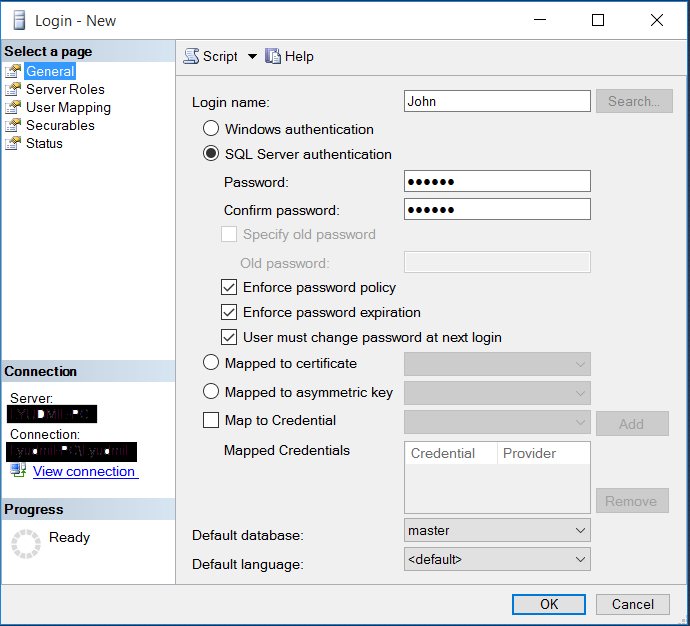 Login - New
Select a page
General
Server Roles
User Mapping
Securables
Status
Script
Help
Login name:
John
Search...
Windows authentication
SQL Server authentication
Password:
●●●●●●
Confirm password:
●●●●●●
Specify old password
Old password:
Enforce password policy
Enforce password expiration
User must change password at next login
Mapped to certificate
Mapped to asymmetric key
Map to Credential
Add
Mapped Credentials
Credential Provider
Remove
Default database:
master
Default language:
<default>
Connection
Server:
Connection:
View connection
Progress
Ready
OK
Cancel